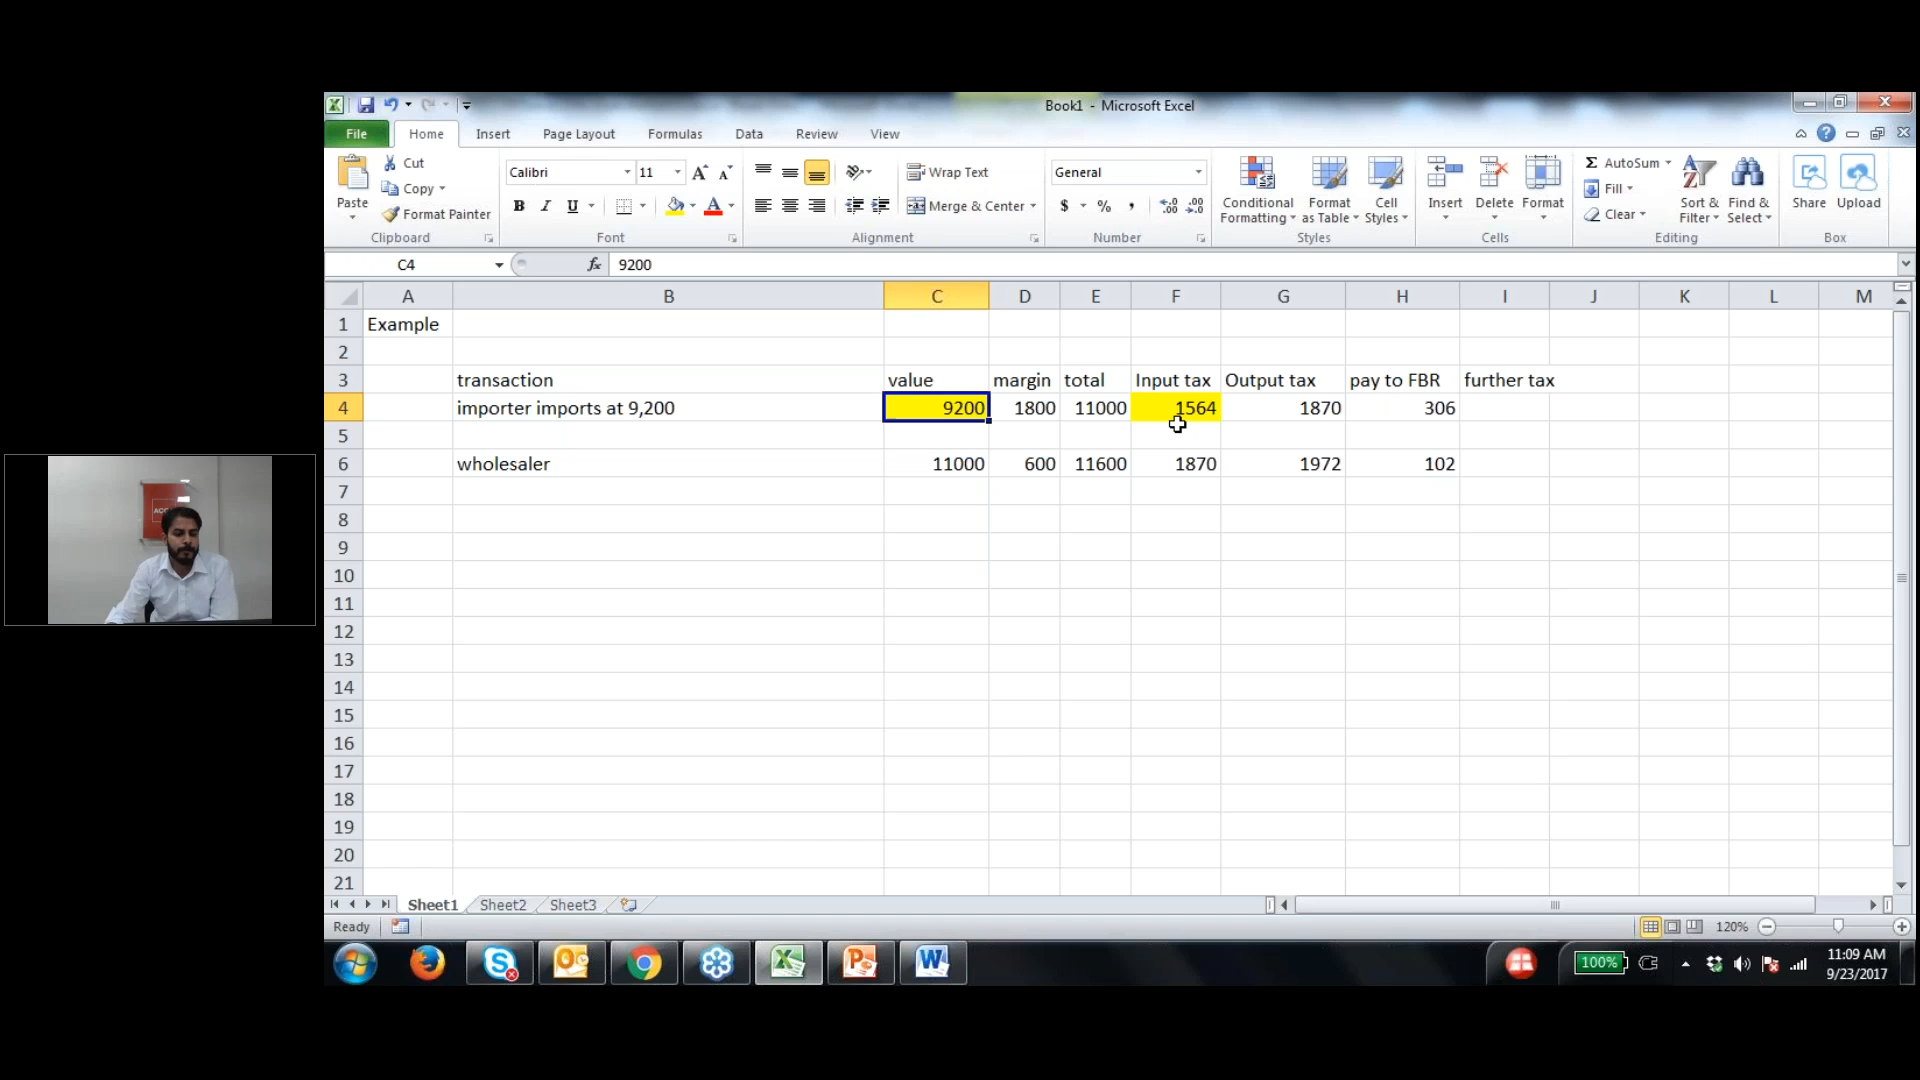 Book1 - Microsoft Excel
File Home Insert Page Layout Formulas Data Review View
Paste
Cut
Copy
Format Painter
Clipboard
Calibri 11
B I U
Font
Wrap Text
Merge & Center
Alignment
General
$ % ,
Number
Conditional Formatting
Format as Table
Cell Styles
Styles
Insert Delete Format
Cells
Σ AutoSum
Fill
Clear
Sort & Filter
Find & Select
Editing
Share Upload
Box
C4 fx 9200
A B C D E F G H I J K L M
1 Example
2
3 transaction value margin total Input tax Output tax pay to FBR further tax
4 importer imports at 9,200 9200 1800 11000 1564 1870 306
5
6 wholesaler 11000 600 11600 1870 1972 102
7
8
9
10
11
12
13
14
15
16
17
18
19
20
21
Sheet1 Sheet2 Sheet3
Ready 120%
100% 11:09 AM
9/23/2017